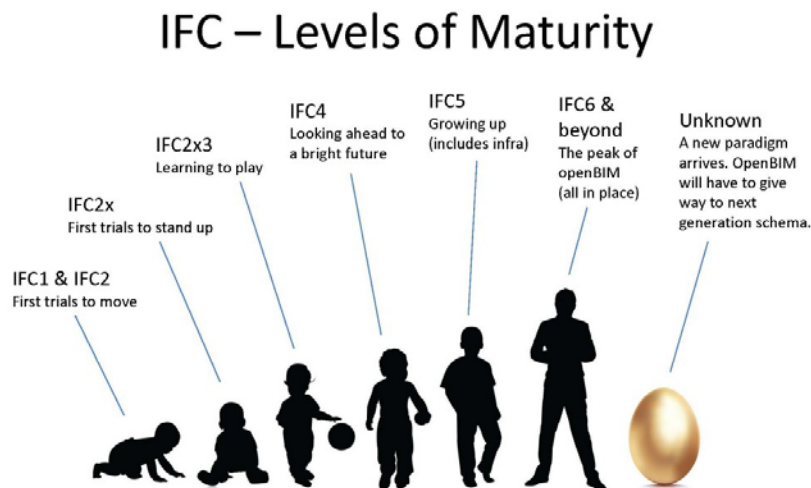 IFC – Levels of Maturity
IFC1 & IFC2
First trials to move
IFC2x
First trials to stand up
IFC2x3
Learning to play
IFC4
Looking ahead to
a bright future
IFC5
Growing up
(includes infra)
IFC6 &
beyond
The peak of
openBIM
(all in place)
Unknown
A new paradigm
arrives. OpenBIM
will have to give
way to next
generation schema.